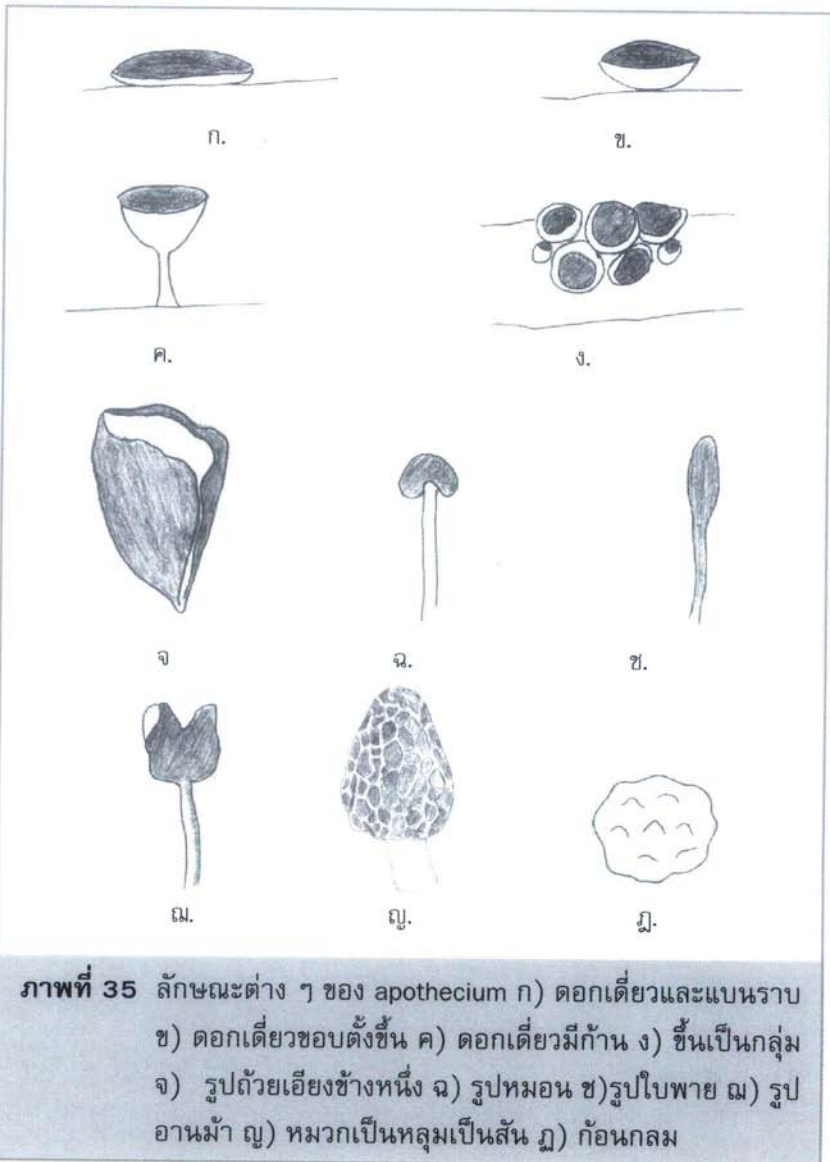 ก. ข.
ค. ง.
จ ฉ. ช.
ฌ. ญ. ฎ.
ภาพที่ 35 ลักษณะต่าง ๆ ของ apothecium ก) ดอกเดี่ยวและแบนราบ
ข) ดอกเดี่ยวขอบตั้งขึ้น ค) ดอกเดี่ยวมีก้าน ง) ขึ้นเป็นกลุ่ม
จ) รูปถ้วยเอียงข้างหนึ่ง ฉ) รูปหมอน ช)รูปใบพาย ฌ) รูป
อานม้า ญ) หมวกเป็นหลุมเป็นสัน ฏ) ก้อนกลม